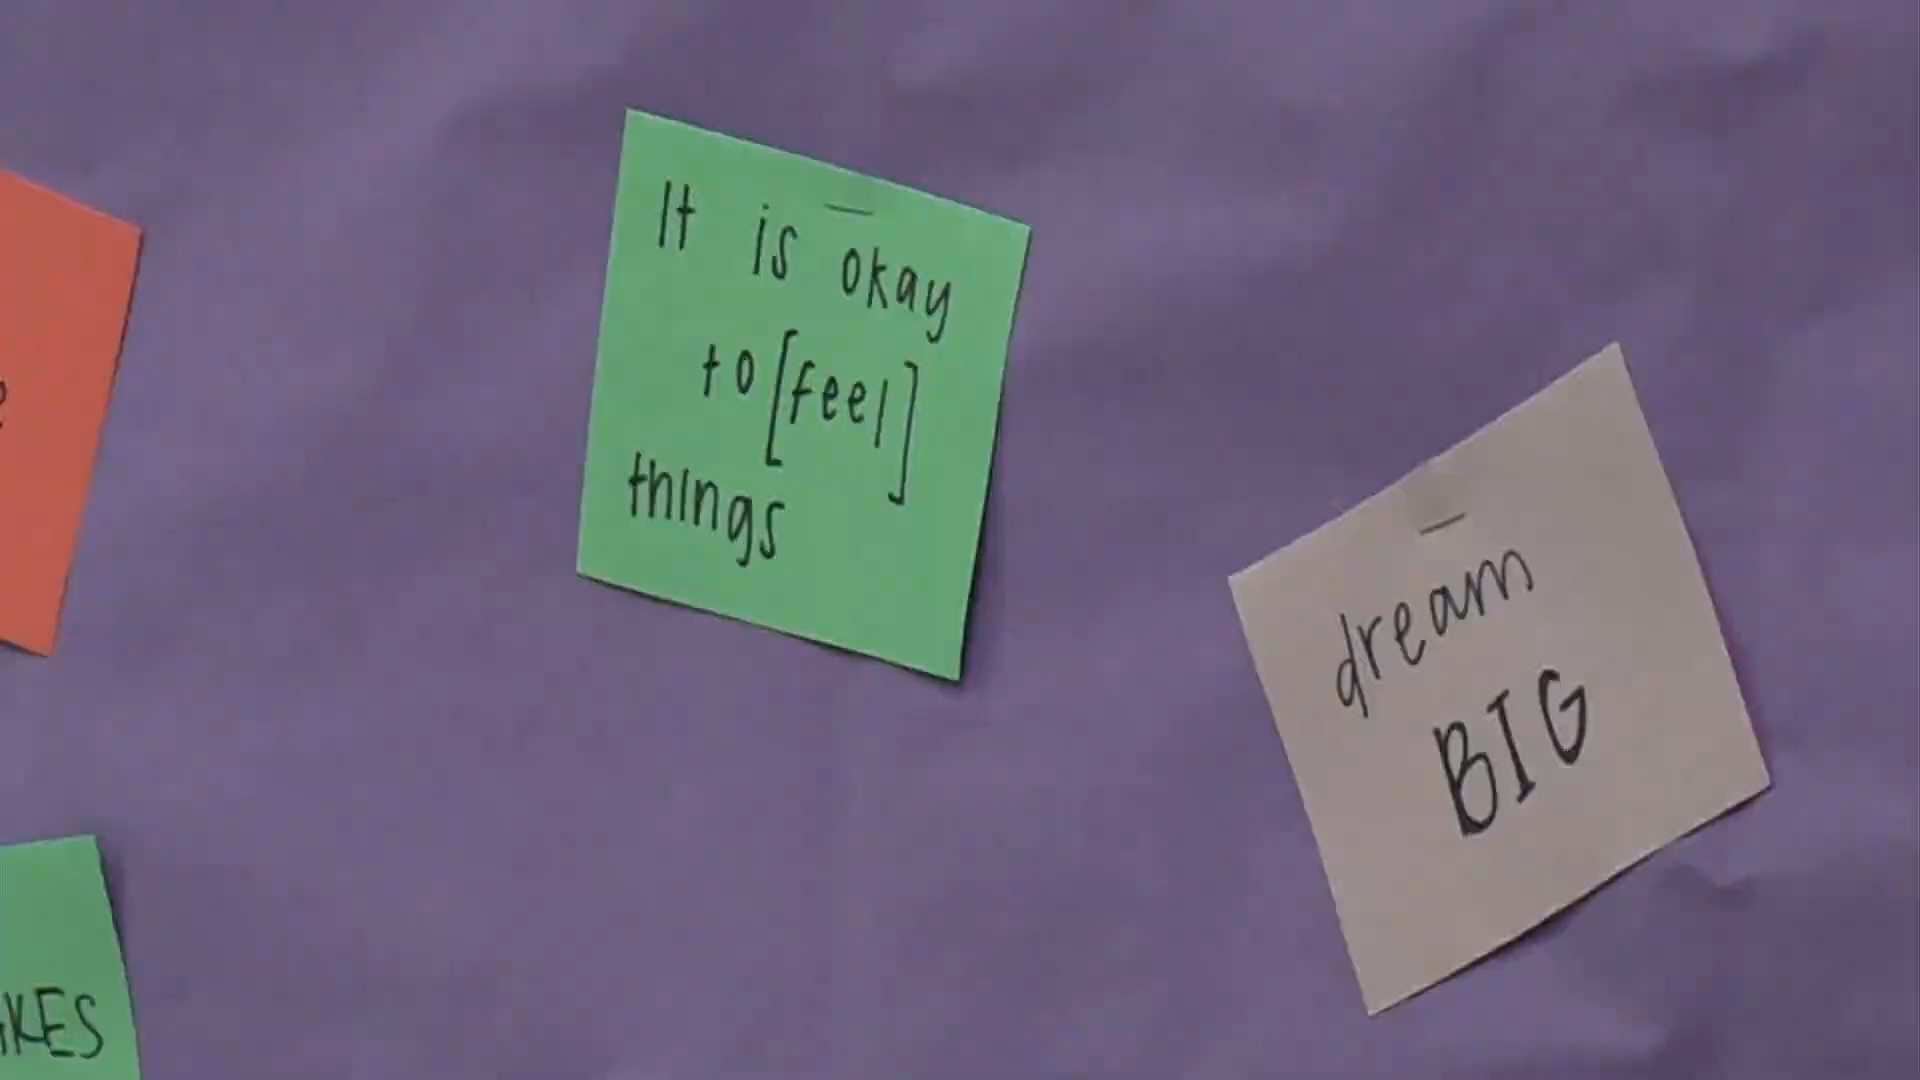 It is okay
to [feel]
things
dream
BIG